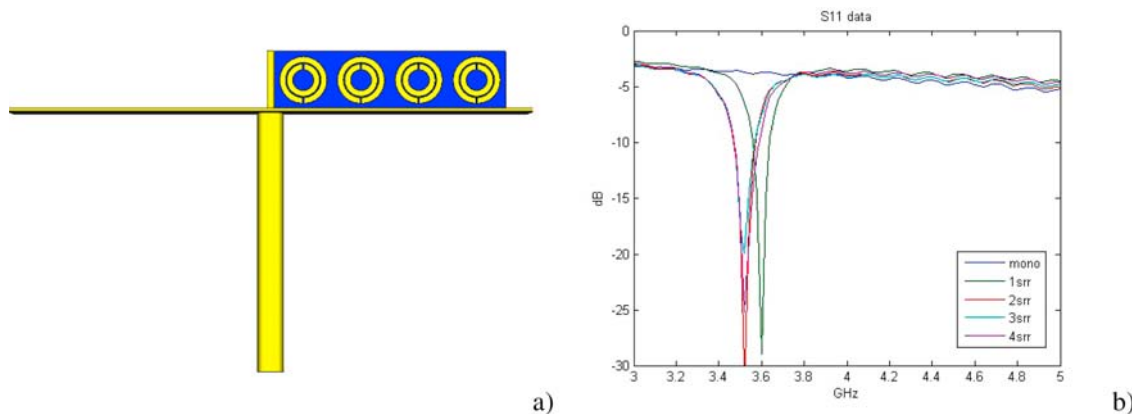 S11 data
0
-5
-10
-15
-20
-25
-30
dB
3 3.2 3.4 3.6 3.8 4 4.2 4.4 4.6 4.8 5
GHz
mono
1srr
2srr
3srr
4srr
a)
b)